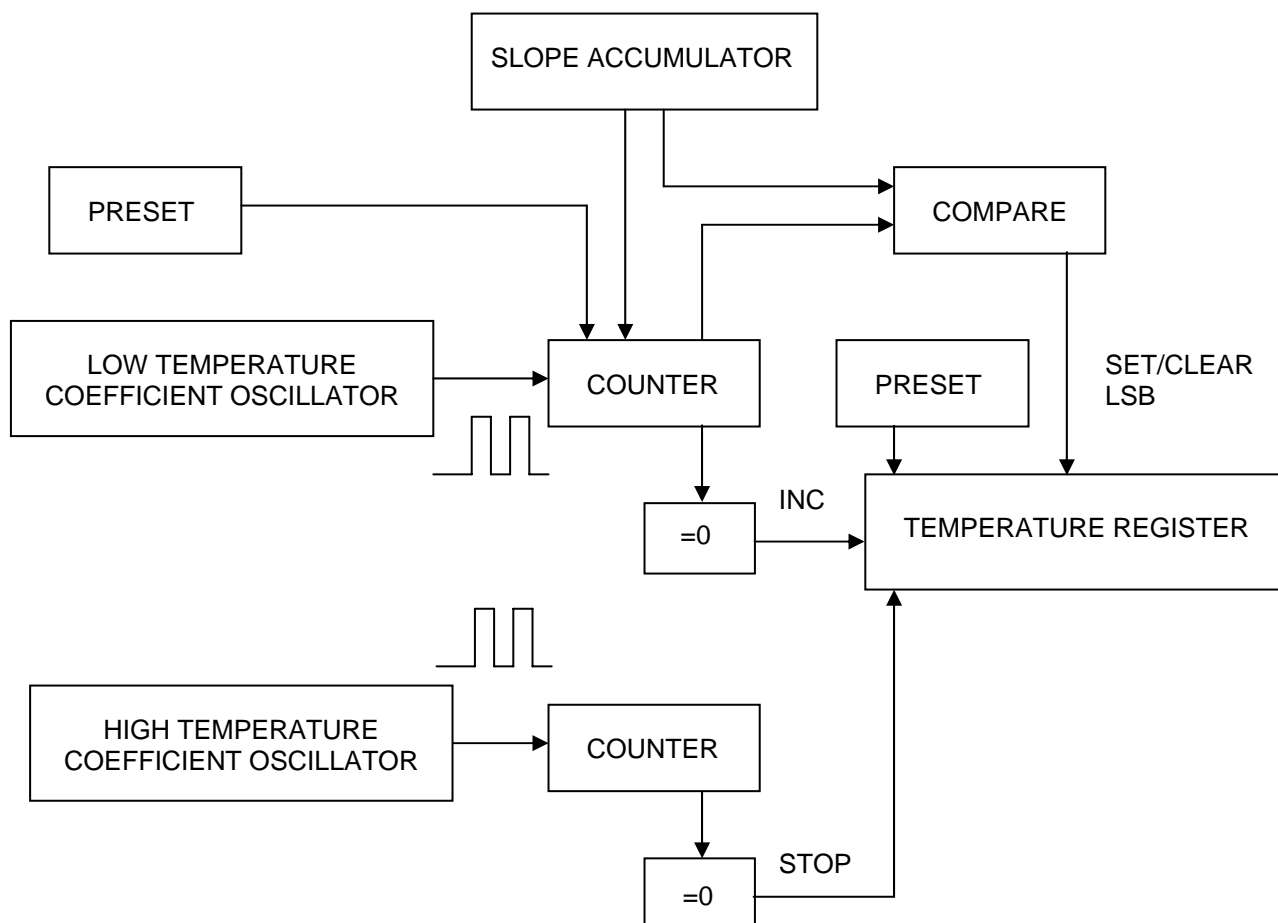 SLOPE ACCUMULATOR
PRESET
COMPARE
LOW TEMPERATURE
COEFFICIENT OSCILLATOR
COUNTER
PRESET
SET/CLEAR
LSB
=0
INC
TEMPERATURE REGISTER
HIGH TEMPERATURE
COEFFICIENT OSCILLATOR
COUNTER
=0
STOP